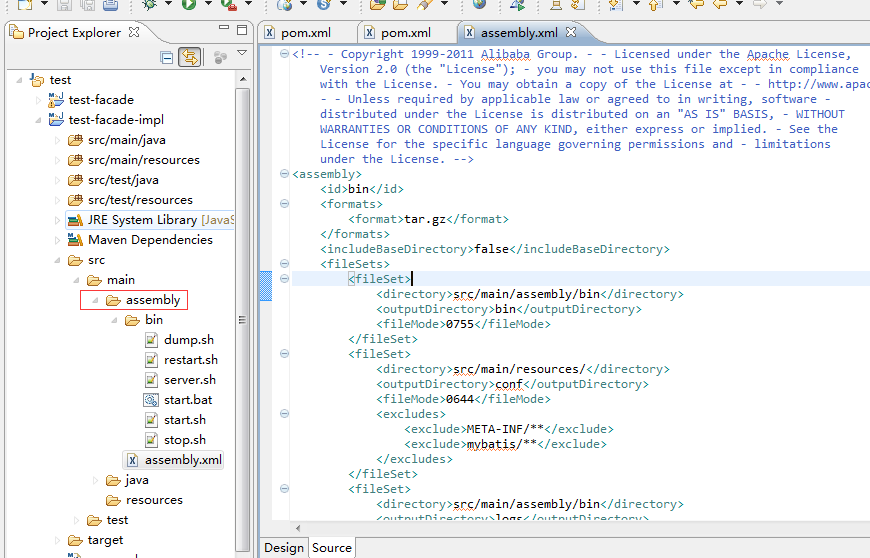 Project Explorer
test
test-facade
test-facade-impl
src/main/java
src/main/resources
src/test/java
src/test/resources
JRE System Library [JavaS
Maven Dependencies
src
main
assembly
bin
dump.sh
restart.sh
server.sh
start.bat
start.sh
stop.sh
assembly.xml
java
resources
test
target
pom.xml
pom.xml
assembly.xml
<!-- - Copyright 1999-2011 Alibaba Group. - - Licensed under the Apache License,
Version 2.0 (the "License"); - you may not use this file except in compliance
with the License. - You may obtain a copy of the License at - - http://www.apac
- - Unless required by applicable law or agreed to in writing, software -
distributed under the License is distributed on an "AS IS" BASIS, - WITHOUT
WARRANTIES OR CONDITIONS OF ANY KIND, either express or implied. - See the
License for the specific language governing permissions and - limitations
under the License. -->
<assembly>
<id>bin</id>
<formats>
<format>tar.gz</format>
</formats>
<includeBaseDirectory>false</includeBaseDirectory>
<fileSets>
<fileSet>
<directory>src/main/assembly/bin</directory>
<outputDirectory>bin</outputDirectory>
<fileMode>0755</fileMode>
</fileSet>
<fileSet>
<directory>src/main/resources/</directory>
<outputDirectory>conf</outputDirectory>
<fileMode>0644</fileMode>
<excludes>
<exclude>META-INF/**</exclude>
<exclude>mybatis/**</exclude>
</excludes>
</fileSet>
<fileSet>
<directory>src/main/assembly/bin</directory>
<outputDirectory>logs</outputDirectory>
Design
Source